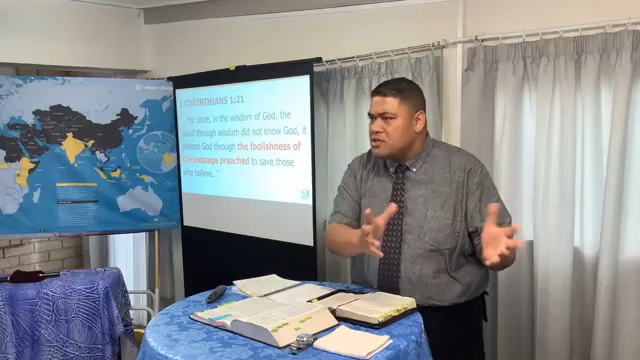 1 CORINTHIANS 1:21
For since, in the wisdom of God, the
world through wisdom did not know God, it
pleased God through the foolishness of
the message preached to save those
who believe..."